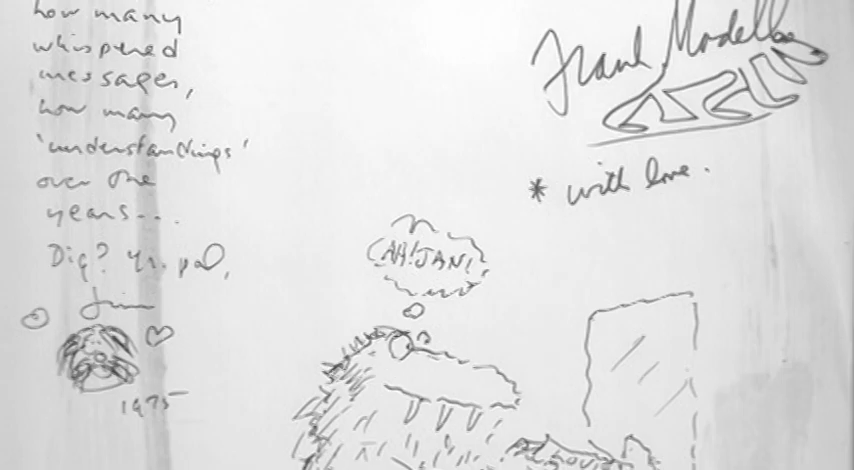 how many
whispered
messages,
how many
'understandings'
over the
years...
Dig? Yr. pal,
Jim
1975
Frank Modell
* with love.
AH! JAN!